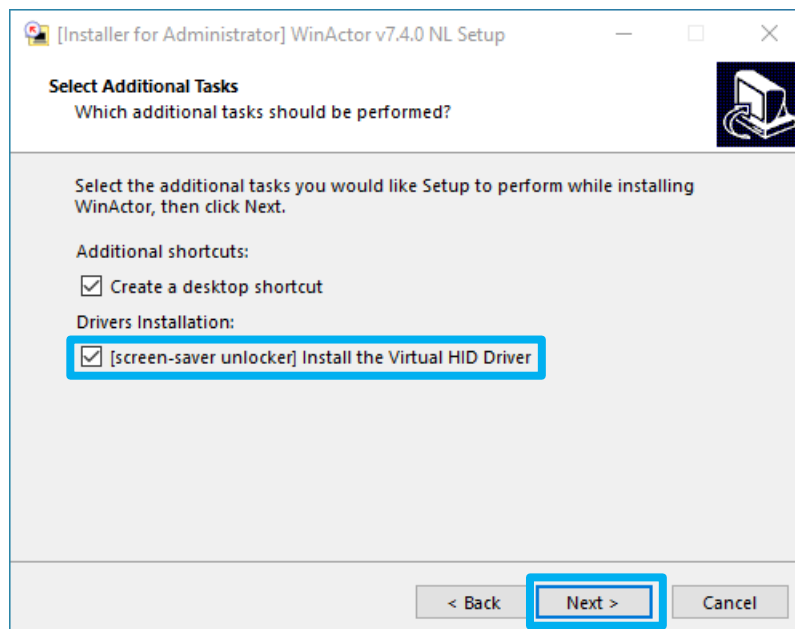 [Installer for Administrator] WinActor v7.4.0 NL Setup
Select Additional Tasks
Which additional tasks should be performed?
Select the additional tasks you would like Setup to perform while installing
WinActor, then click Next.
Additional shortcuts:
Create a desktop shortcut
Drivers Installation:
[screen-saver unlocker] Install the Virtual HID Driver
< Back
Next >
Cancel